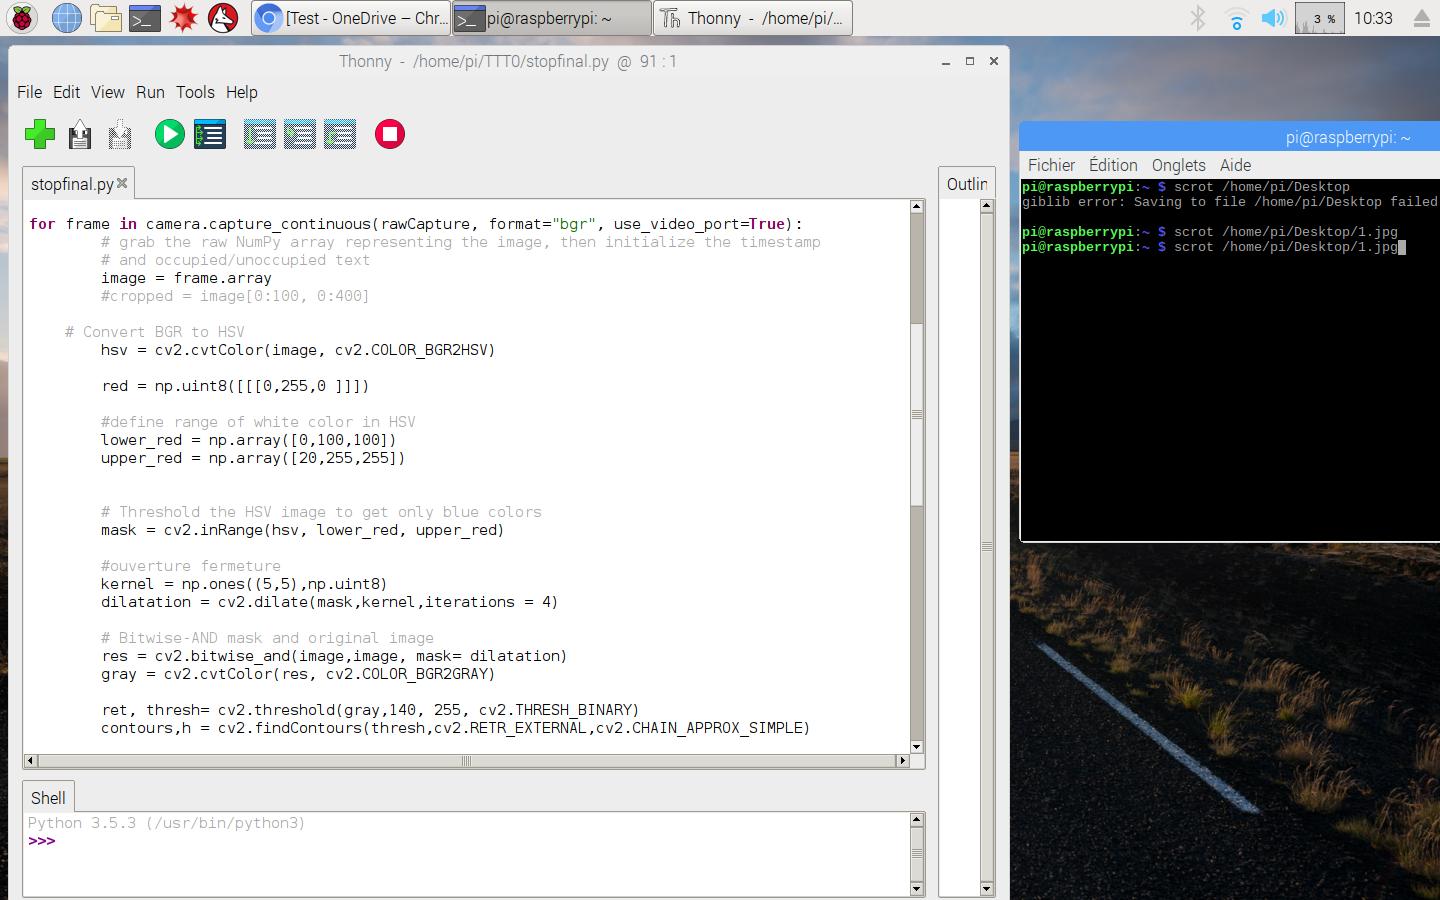 [Test - OneDrive – Chr...
pi@raspberrypi: ~
Thonny - /home/pi/...
3 %
10:33
Thonny - /home/pi/TTT0/stopfinal.py @ 91 : 1
File Edit View Run Tools Help
stopfinal.py
for frame in camera.capture_continuous(rawCapture, format="bgr", use_video_port=True):
# grab the raw NumPy array representing the image, then initialize the timestamp
# and occupied/unoccupied text
image = frame.array
#cropped = image[0:100, 0:400]
# Convert BGR to HSV
hsv = cv2.cvtColor(image, cv2.COLOR_BGR2HSV)
red = np.uint8([[[0,255,0 ]]])
#define range of white color in HSV
lower_red = np.array([0,100,100])
upper_red = np.array([20,255,255])
# Threshold the HSV image to get only blue colors
mask = cv2.inRange(hsv, lower_red, upper_red)
#ouverture fermeture
kernel = np.ones((5,5),np.uint8)
dilatation = cv2.dilate(mask,kernel,iterations = 4)
# Bitwise-AND mask and original image
res = cv2.bitwise_and(image,image, mask= dilatation)
gray = cv2.cvtColor(res, cv2.COLOR_BGR2GRAY)
ret, thresh= cv2.threshold(gray,140, 255, cv2.THRESH_BINARY)
contours,h = cv2.findContours(thresh,cv2.RETR_EXTERNAL,cv2.CHAIN_APPROX_SIMPLE)
Shell
Python 3.5.3 (/usr/bin/python3)
>>>
Outlin
pi@raspberrypi: ~
Fichier Édition Onglets Aide
pi@raspberrypi:~ $ scrot /home/pi/Desktop
giblib error: Saving to file /home/pi/Desktop failed
pi@raspberrypi:~ $ scrot /home/pi/Desktop/1.jpg
pi@raspberrypi:~ $ scrot /home/pi/Desktop/1.jpg